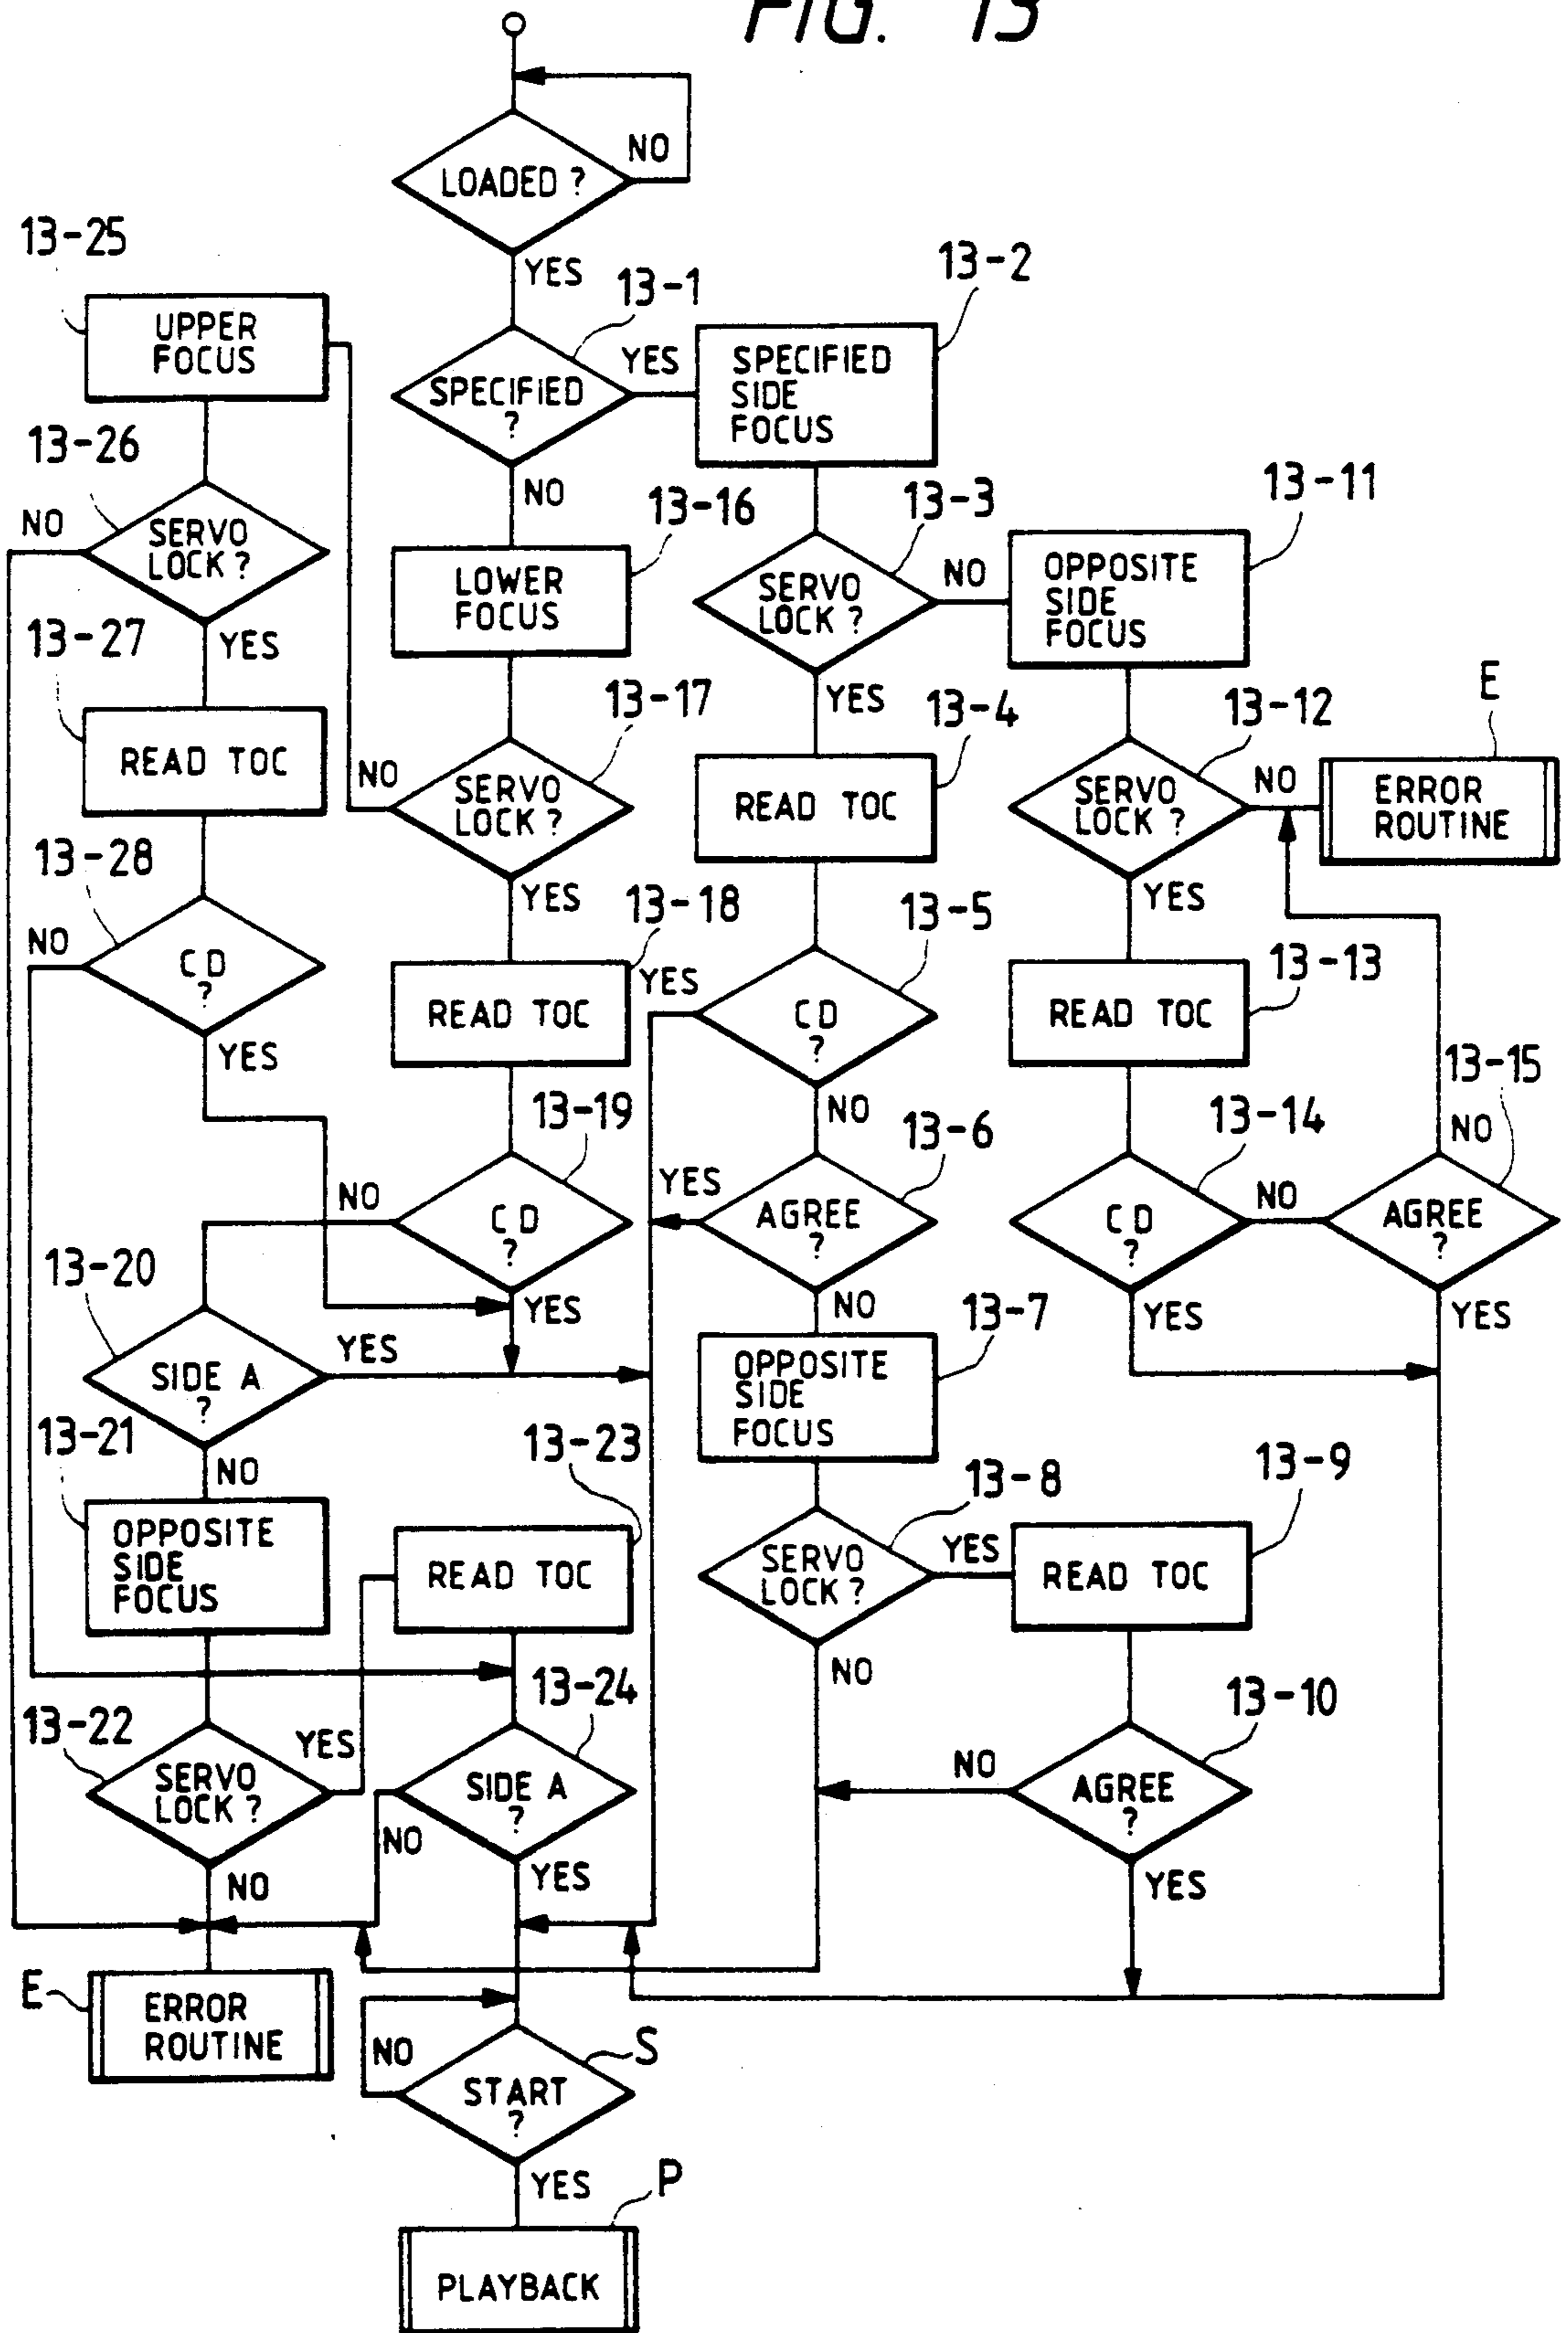 FIG. 13
LOADED ?
NO
YES
13-25
UPPER
FOCUS
13-1
SPECIFIED
?
YES
NO
13-2
SPECIFIED
SIDE
FOCUS
13-26
SERVO
LOCK ?
NO
YES
13-16
LOWER
FOCUS
13-3
SERVO
LOCK ?
NO
YES
13-11
OPPOSITE
SIDE
FOCUS
13-27
READ TOC
13-17
SERVO
LOCK ?
NO
YES
13-4
READ TOC
13-12
SERVO
LOCK ?
NO
YES
E
ERROR
ROUTINE
13-28
CD
?
NO
YES
13-18
READ TOC
13-5
CD
?
YES
NO
13-13
READ TOC
13-19
CD
?
NO
YES
13-6
AGREE
?
YES
NO
13-14
CD
?
NO
YES
13-15
AGREE
?
NO
YES
13-20
SIDE A
?
YES
NO
13-7
OPPOSITE
SIDE
FOCUS
13-21
OPPOSITE
SIDE
FOCUS
13-23
READ TOC
13-8
SERVO
LOCK ?
YES
NO
13-9
READ TOC
13-22
SERVO
LOCK ?
YES
NO
13-24
SIDE A
?
NO
YES
13-10
AGREE
?
NO
YES
E
ERROR
ROUTINE
S
START
?
NO
YES
P
PLAYBACK